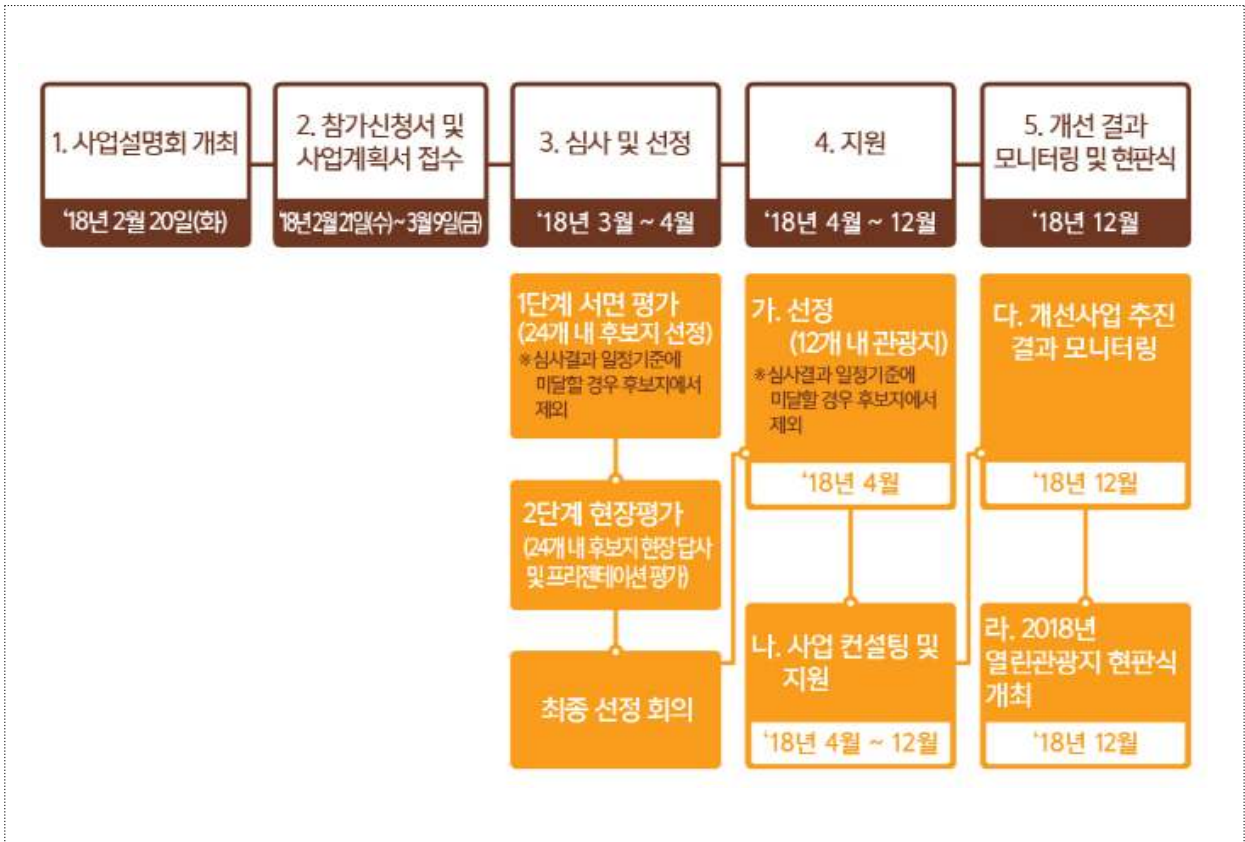 1. 사업설명회 개최
'18년 2월 20일(화)
2. 참가신청서 및
사업계획서 접수
'18년 2월 21일(수) ~ 3월 9일(금)
3. 심사 및 선정
'18년 3월 ~ 4월
4. 지원
'18년 4월 ~ 12월
5. 개선 결과
모니터링 및 현판식
'18년 12월
1단계 서면 평가
(24개 내 후보지 선정)
※심사결과 일정기준에
미달할 경우 후보지에서
제외
2단계 현장평가
(24개 내 후보지 현장 답사
및 프리젠테이션 평가)
최종 선정 회의
가. 선정
(12개 내 관광지)
※심사결과 일정기준에
미달할 경우 후보지에서
제외
'18년 4월
나. 사업 컨설팅 및
지원
'18년 4월 ~ 12월
다. 개선사업 추진
결과 모니터링
'18년 12월
라. 2018년
열린관광지 현판식
개최
'18년 12월